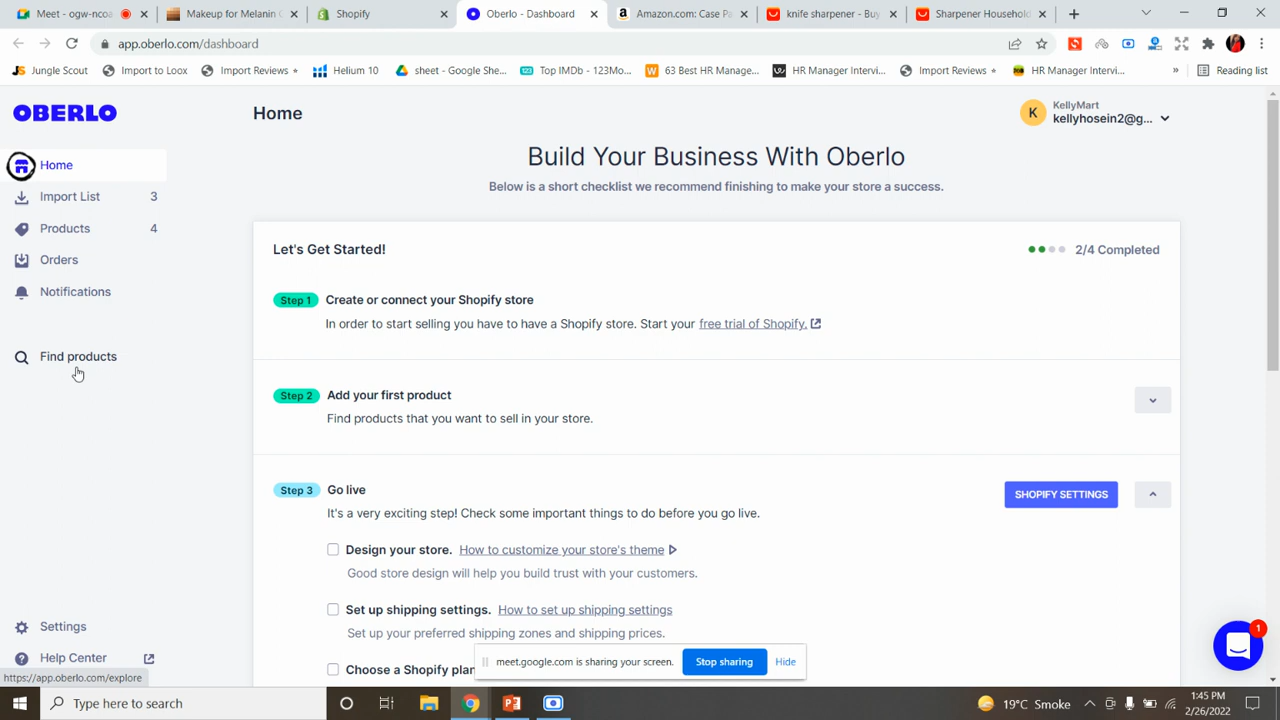 Meet - ogw-ncoa
Makeup for Melanin G
Shopify
Oberlo - Dashboard
Amazon.com: Case Pa
knife sharpener - Buy
Sharpener Household
app.oberlo.com/dashboard
Jungle Scout
Import to Loox
Import Reviews
Helium 10
sheet - Google She...
Top IMDb - 123Mo...
63 Best HR Manage...
HR Manager Intervi...
Import Reviews
HR Manager Intervi...
»
Reading list
OBERLO
Home
K
KellyMart
kellyhosein2@g...
Build Your Business With Oberlo
Below is a short checklist we recommend finishing to make your store a success.
Home
Import List 3
Products 4
Orders
Notifications
Find products
Let's Get Started!
2/4 Completed
Step 1 Create or connect your Shopify store
In order to start selling you have to have a Shopify store. Start your free trial of Shopify.
Step 2 Add your first product
Find products that you want to sell in your store.
Step 3 Go live
SHOPIFY SETTINGS
It's a very exciting step! Check some important things to do before you go live.
Design your store. How to customize your store's theme
Good store design will help you build trust with your customers.
Set up shipping settings. How to set up shipping settings
Set up your preferred shipping zones and shipping prices.
Choose a Shopify plan
Settings
Help Center
https://app.oberlo.com/explore
meet.google.com is sharing your screen.
Stop sharing
Hide
1
Type here to search
19°C Smoke
1:45 PM
2/26/2022